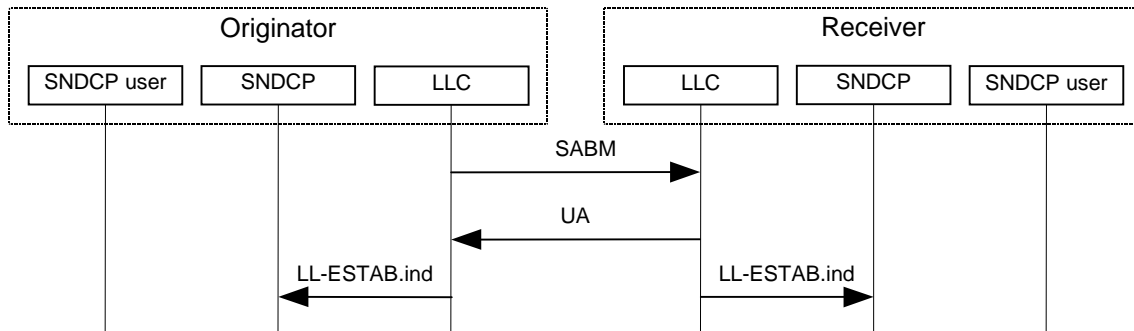 Originator
Receiver
SNDCP user
SNDCP
LLC
LLC
SNDCP
SNDCP user
SABM
UA
LL-ESTAB.ind
LL-ESTAB.ind